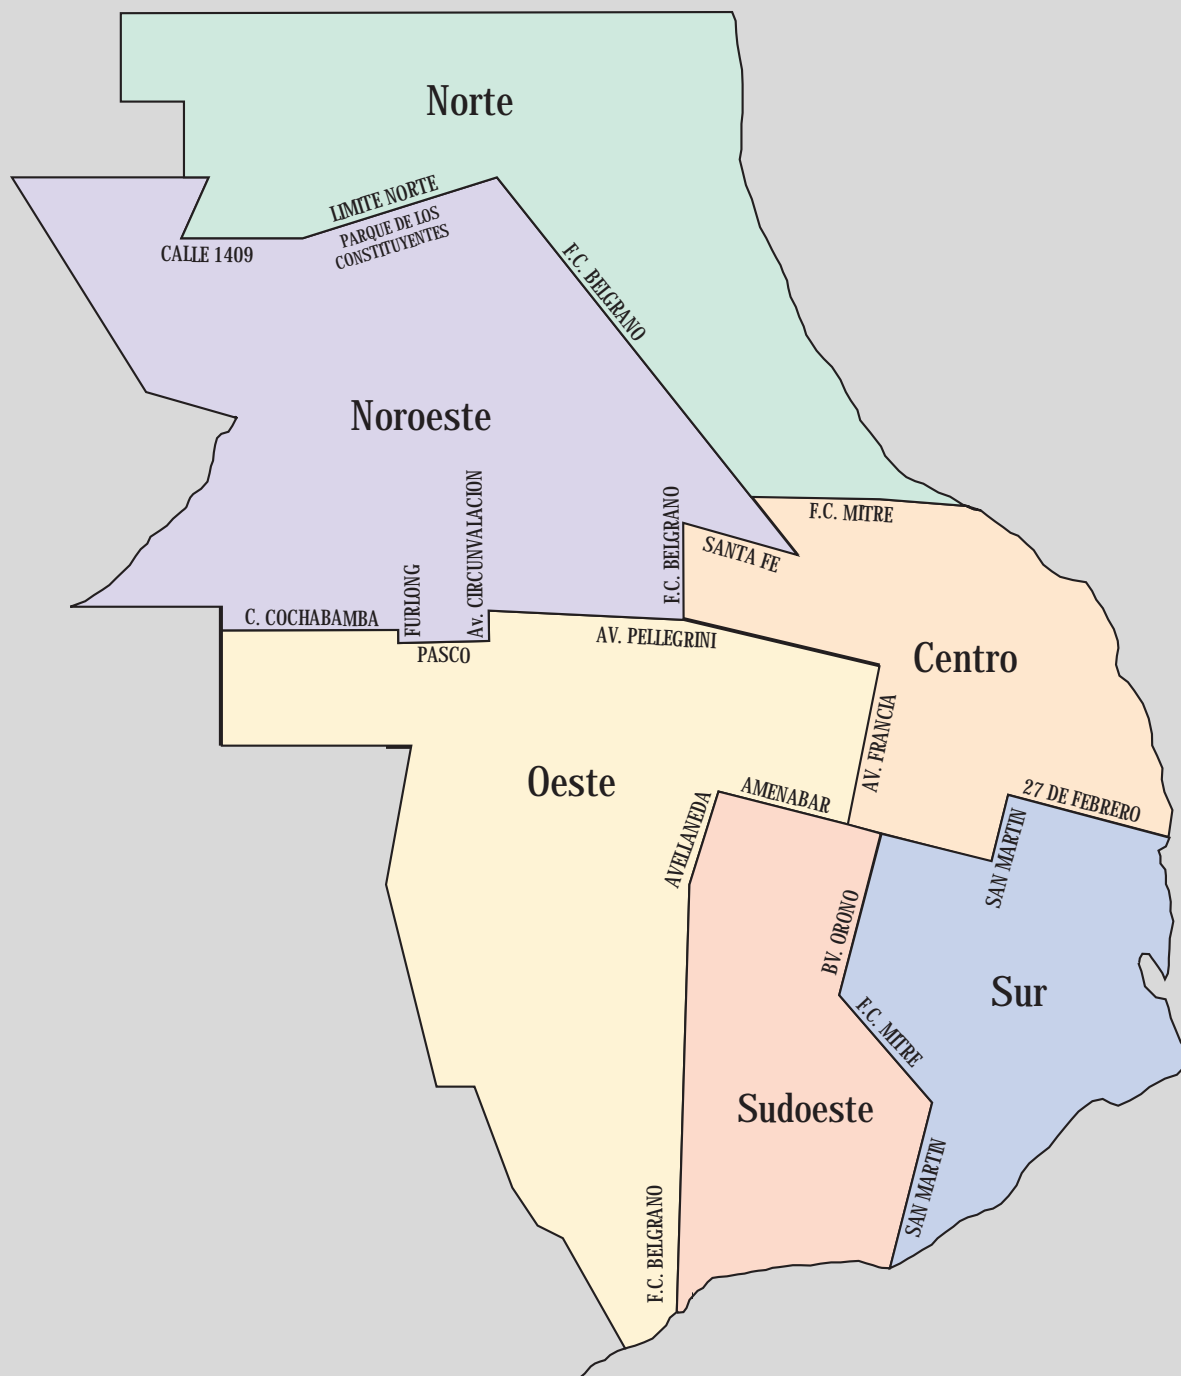 Norte
LIMITE NORTE
PARQUE DE LOS
CONSTITUYENTES
CALLE 1409
F.C. BELGRANO
Noroeste
Av. CIRCUNVALACION
F.C. BELGRANO
F.C. MITRE
SANTA FE
FURLONG
C. COCHABAMBA
PASCO
AV. PELLEGRINI
Centro
AV. FRANCIA
Oeste
AMENABAR
27 DE FEBRERO
AVELLANEDA
SAN MARTIN
BV. ORONO
Sur
F.C. MITRE
Sudoeste
SAN MARTIN
F.C. BELGRANO